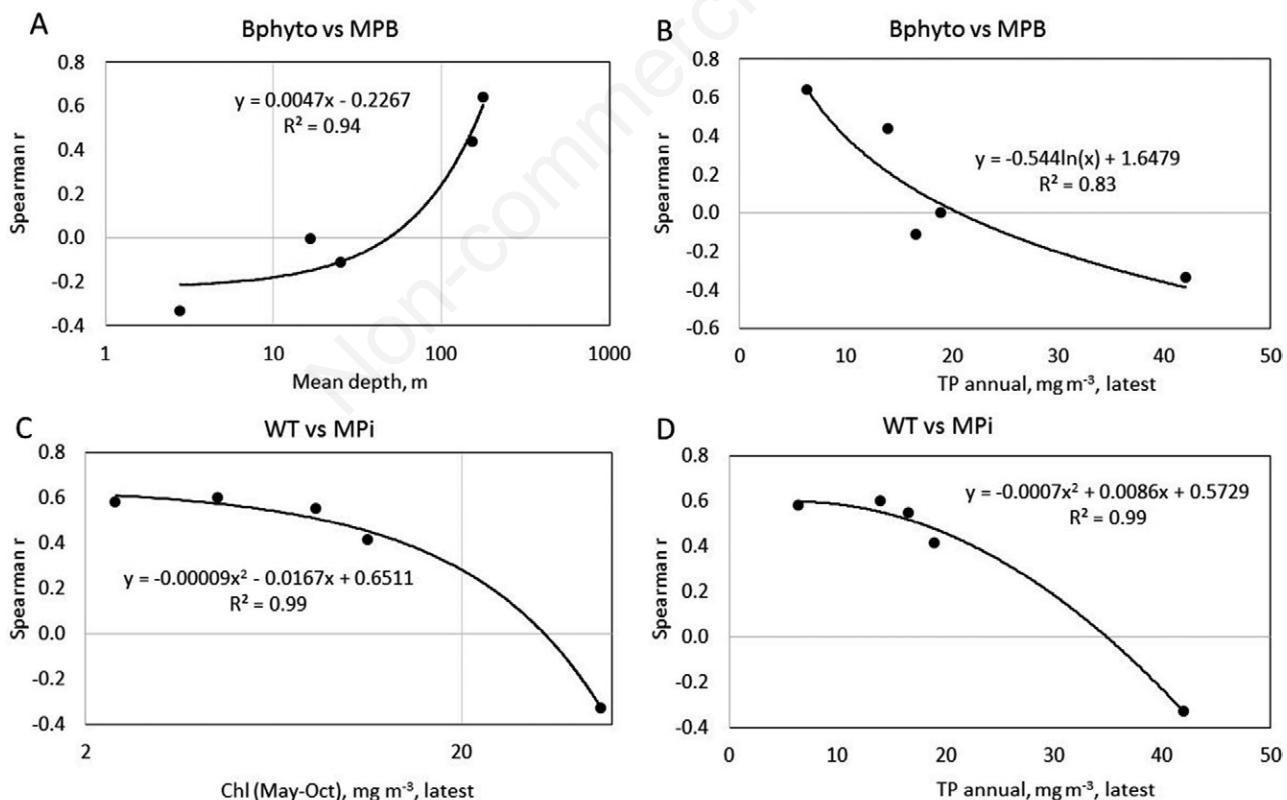 A
Bphyto vs MPB
0.8
0.6
0.4
0.2
0.0
-0.2
-0.4
Spearman r
y = 0.0047x - 0.2267
R² = 0.94
1
10
100
1000
Mean depth, m
B
Bphyto vs MPB
0.8
0.6
0.4
0.2
0.0
-0.2
-0.4
-0.6
Spearman r
y = -0.544ln(x) + 1.6479
R² = 0.83
0
10
20
30
40
50
TP annual, mg m⁻³, latest
C
WT vs MPi
0.8
0.6
0.4
0.2
0.0
-0.2
-0.4
Spearman r
y = -0.00009x² - 0.0167x + 0.6511
R² = 0.99
2
20
Chl (May-Oct), mg m⁻³, latest
D
WT vs MPi
0.8
0.6
0.4
0.2
0.0
-0.2
-0.4
Spearman r
y = -0.0007x² + 0.0086x + 0.5729
R² = 0.99
0
10
20
30
40
50
TP annual, mg m⁻³, latest
Non-commerc